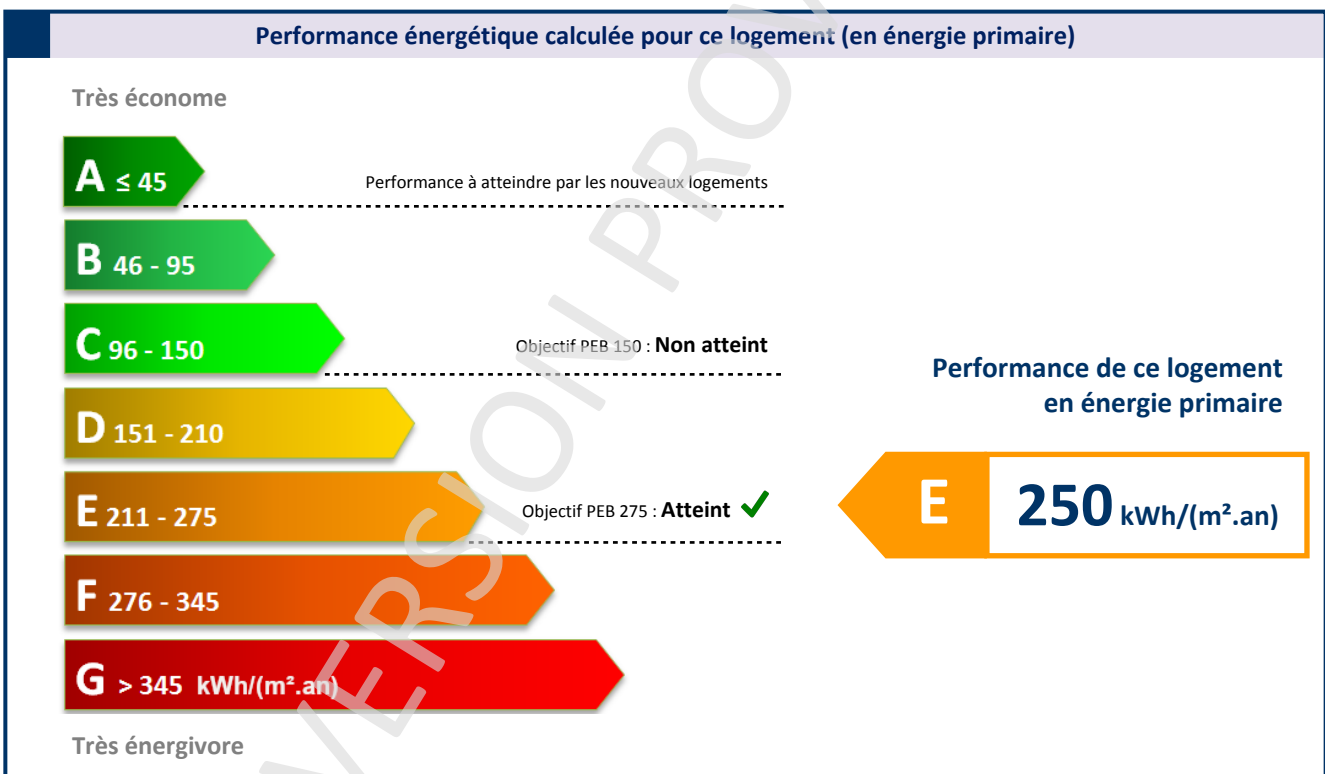 Performance énergétique calculée pour ce logement (en énergie primaire)
Très économe
A ≤ 45
Performance à atteindre par les nouveaux logements
B 46 - 95
C 96 - 150
Objectif PEB 150 : Non atteint
Performance de ce logement
en énergie primaire
D 151 - 210
E 211 - 275
Objectif PEB 275 : Atteint ✓
E 250 kWh/(m².an)
F 276 - 345
G > 345 kWh/(m².an)
Très énergivore
VERSION PROV